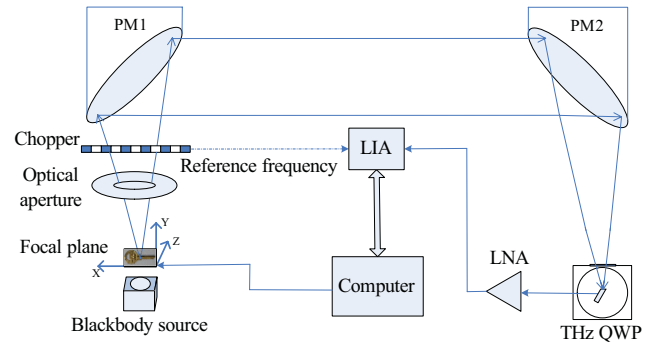 PM1
PM2
Chopper
Reference frequency
LIA
Optical
aperture
Focal plane
Y
Z
X
Computer
LNA
Blackbody source
THz QWP